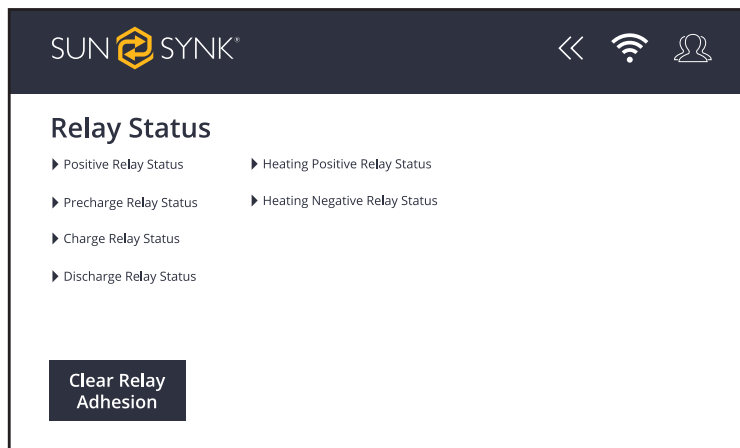 SUN SYNK®
Relay Status
Positive Relay Status
Precharge Relay Status
Charge Relay Status
Discharge Relay Status
Heating Positive Relay Status
Heating Negative Relay Status
Clear Relay
Adhesion